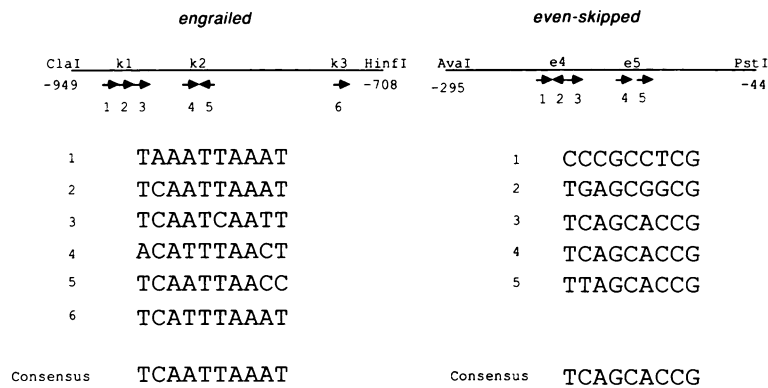 engrailed
even-skipped
ClaI k1 k2 k3 HinfI
-949 -708
1 2 3 4 5 6
AvaI e4 e5 PstI
-295 -44
1 2 3 4 5
1 TAAATTAAAT
2 TCAATTAAAT
3 TCAATCAATT
4 ACATTTAACT
5 TCAATTAACC
6 TCATTTAAAT
Consensus TCAATTAAAT
1 CCCGCCTCG
2 TGAGCGGCG
3 TCAGCACCG
4 TCAGCACCG
5 TTAGCACCG
Consensus TCAGCACCG